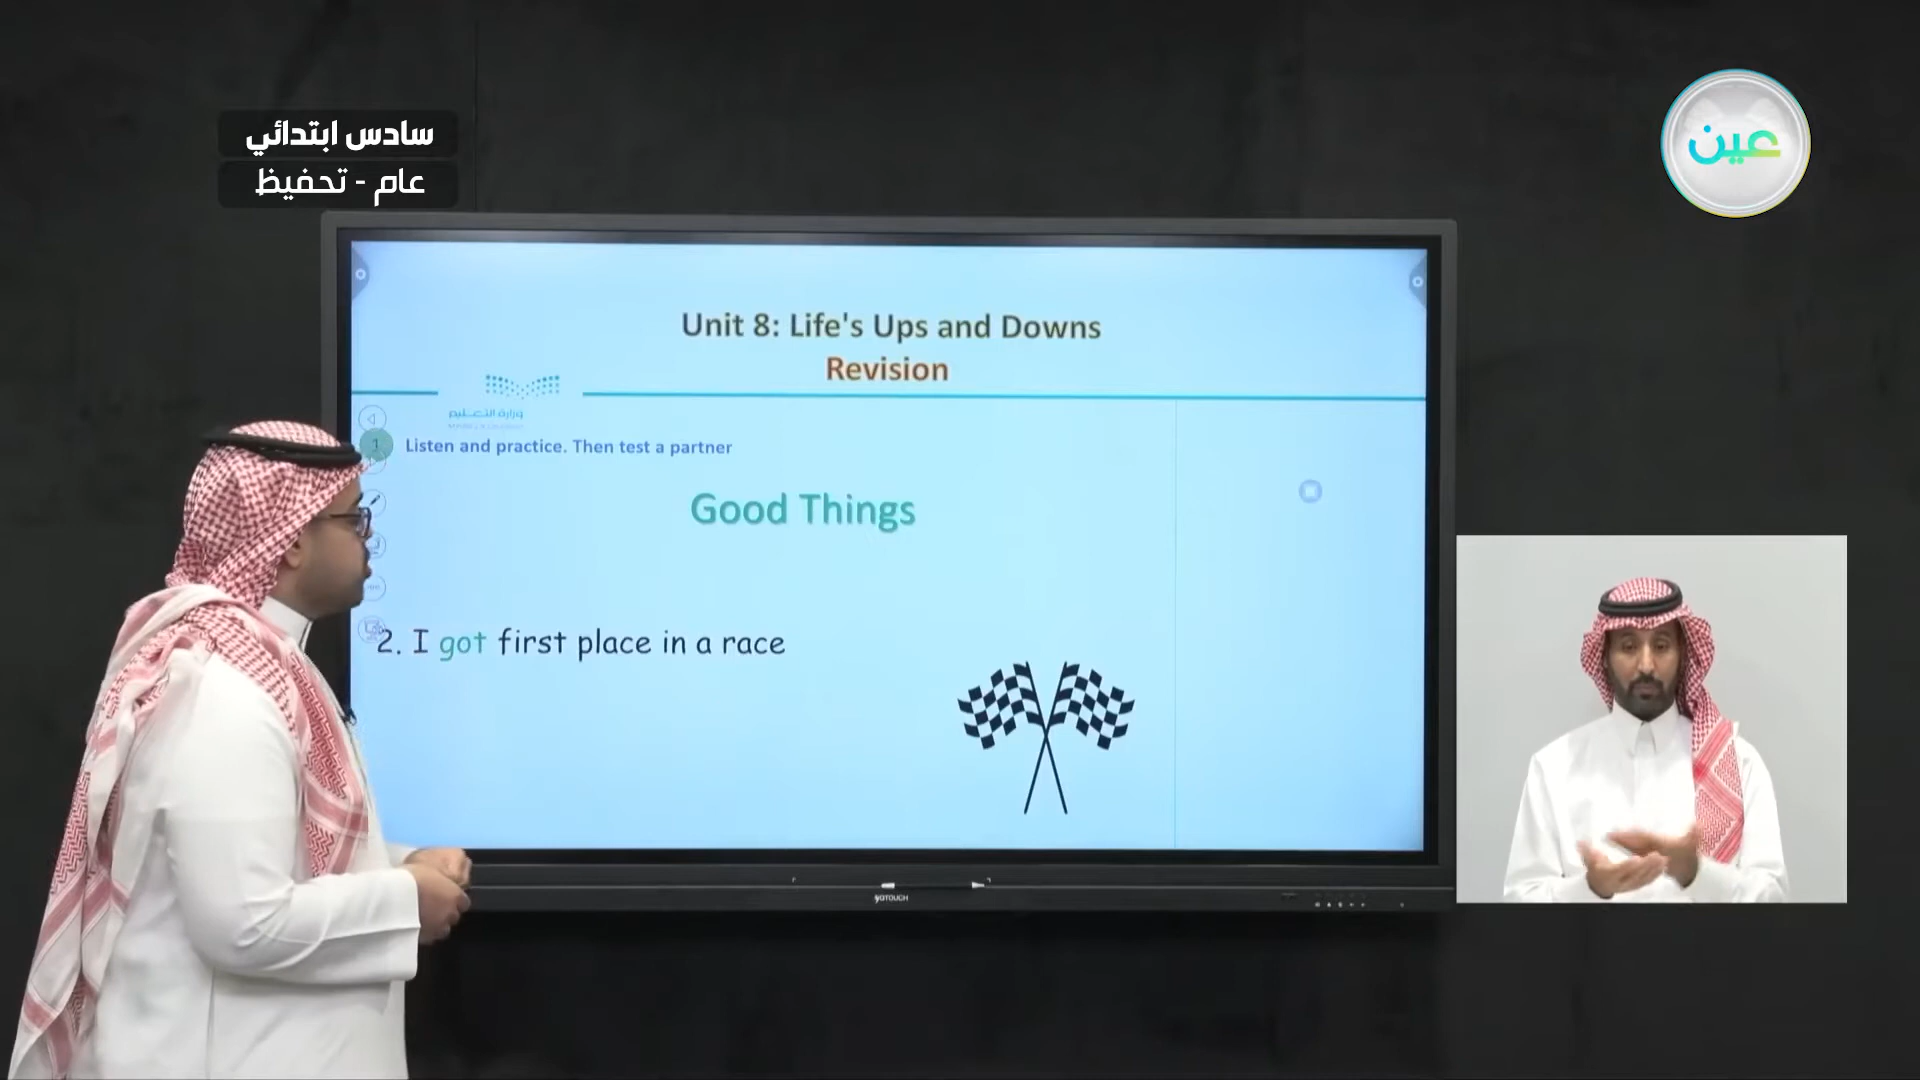 سادس ابتدائي
عام - تحفيظ
عين
Unit 8: Life's Ups and Downs
Revision
وزارة التعليم
1 Listen and practice. Then test a partner
Good Things
2. I got first place in a race